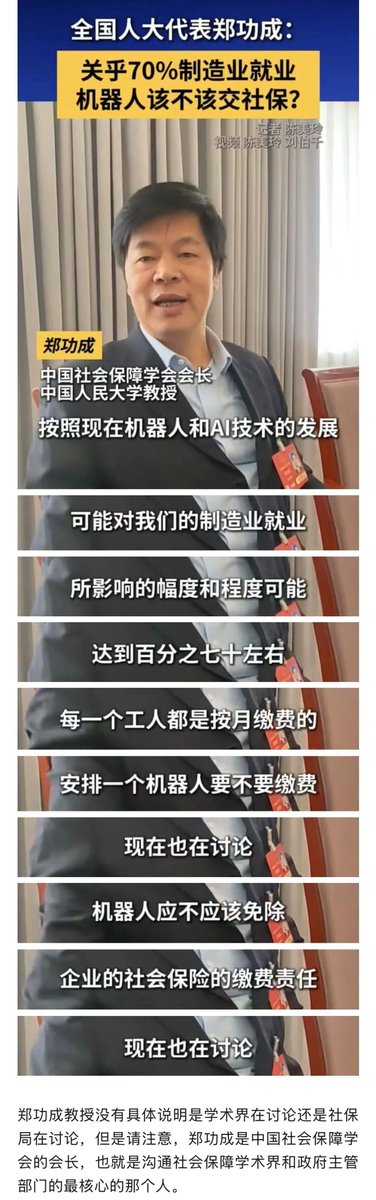 全国人大代表郑功成：
关乎70%制造业就业
机器人该不该交社保？
记者 陈美玲
视频 陈美玲 刘伯千
郑功成
中国社会保障学会会长
中国人民大学教授
按照现在机器人和AI技术的发展
可能对我们的制造业就业
所影响的幅度和程度可能
达到百分之七十左右
每一个工人都是按月缴费的
安排一个机器人要不要缴费
现在也在讨论
机器人应不应该免除
企业的社会保险的缴费责任
现在也在讨论
郑功成教授没有具体说明是学术界在讨论还是社保
局在讨论，但是请注意，郑功成是中国社会保障学
会的会长，也就是沟通社会保障学术界和政府主管
部门的最核心的那个人。